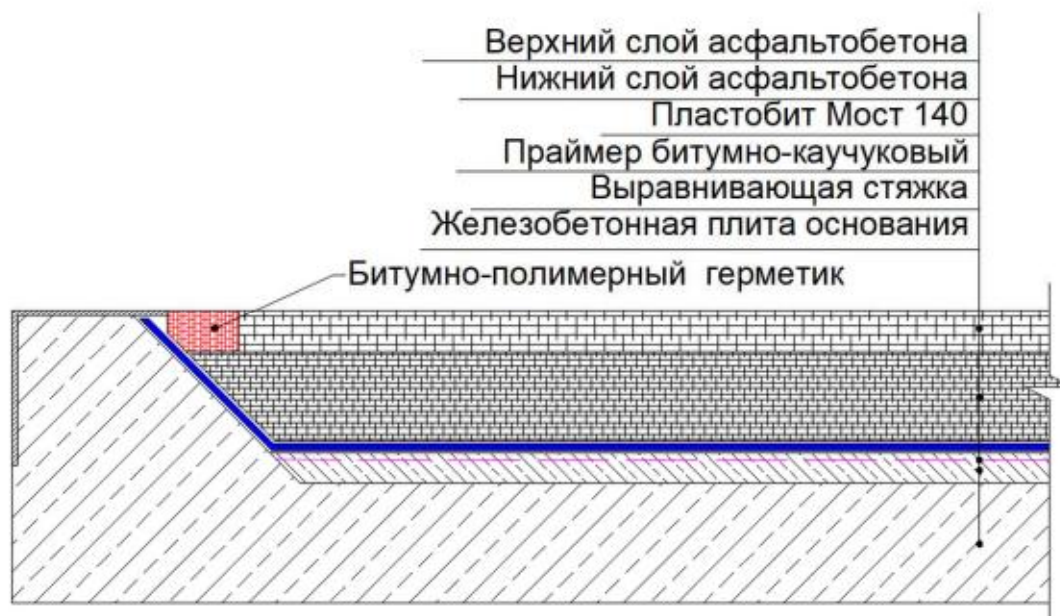 Верхний слой асфальтобетона
Нижний слой асфальтобетона
Пластобит Мост 140
Праймер битумно-каучуковый
Выравнивающая стяжка
Железобетонная плита основания
Битумно-полимерный герметик